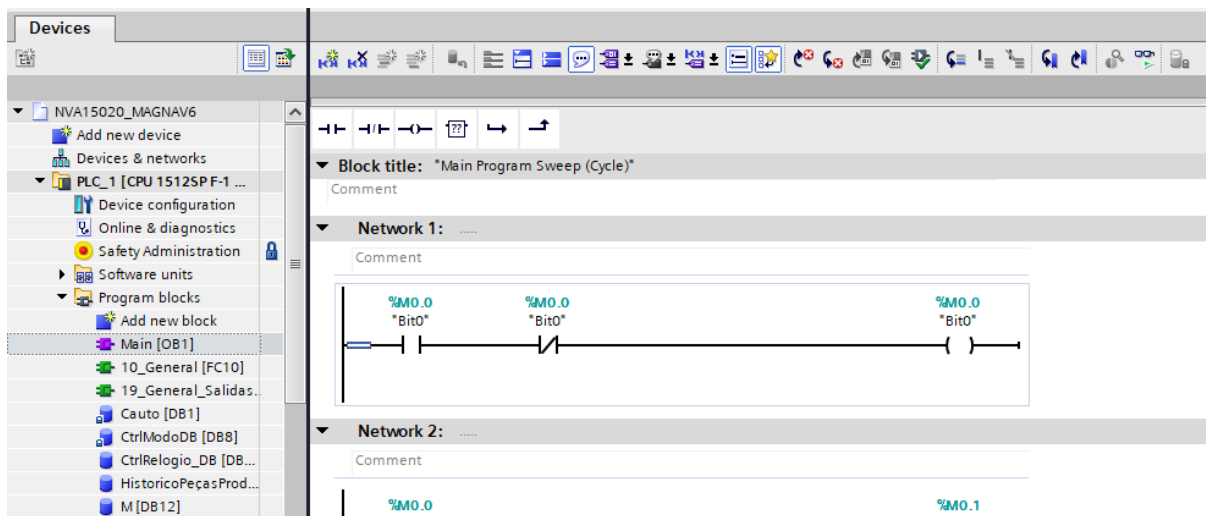 Devices
NVA15020_MAGNAV6
Add new device
Devices & networks
PLC_1 [CPU 1512SP F-1 ...
Device configuration
Online & diagnostics
Safety Administration
Software units
Program blocks
Add new block
Main [OB1]
10_General [FC10]
19_General_Salidas..
Cauto [DB1]
CtrlModoDB [DB8]
CtrlRelogio_DB [DB...
HistoricoPeçasProd...
M [DB12]
??
Block title: "Main Program Sweep (Cycle)"
Comment
Network 1: .....
Comment
%M0.0 %M0.0 %M0.0
"Bit0" "Bit0" "Bit0"
Network 2: .....
Comment
%M0.0 %M0.1